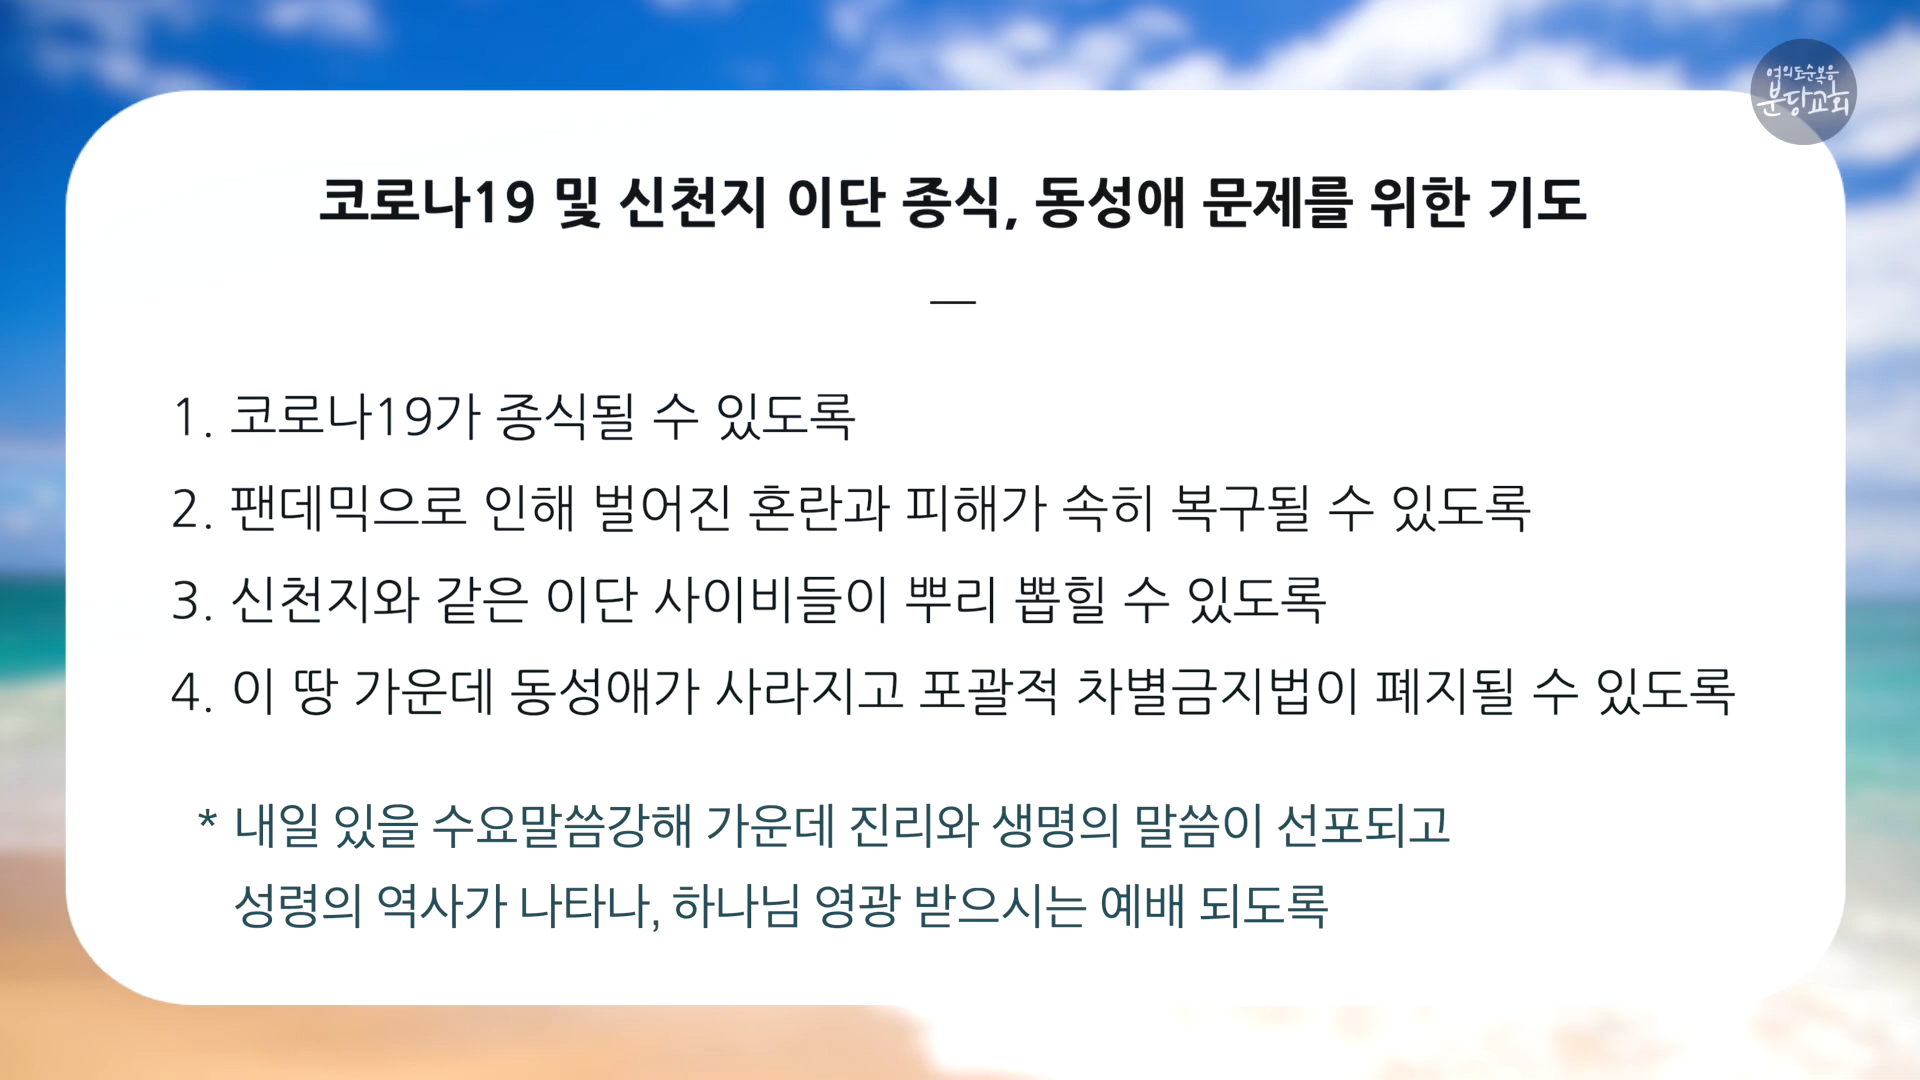 여의도순복음
분당교회
코로나19 및 신천지 이단 종식, 동성애 문제를 위한 기도
1. 코로나19가 종식될 수 있도록
2. 팬데믹으로 인해 벌어진 혼란과 피해가 속히 복구될 수 있도록
3. 신천지와 같은 이단 사이비들이 뿌리 뽑힐 수 있도록
4. 이 땅 가운데 동성애가 사라지고 포괄적 차별금지법이 폐지될 수 있도록
* 내일 있을 수요말씀강해 가운데 진리와 생명의 말씀이 선포되고
성령의 역사가 나타나, 하나님 영광 받으시는 예배 되도록